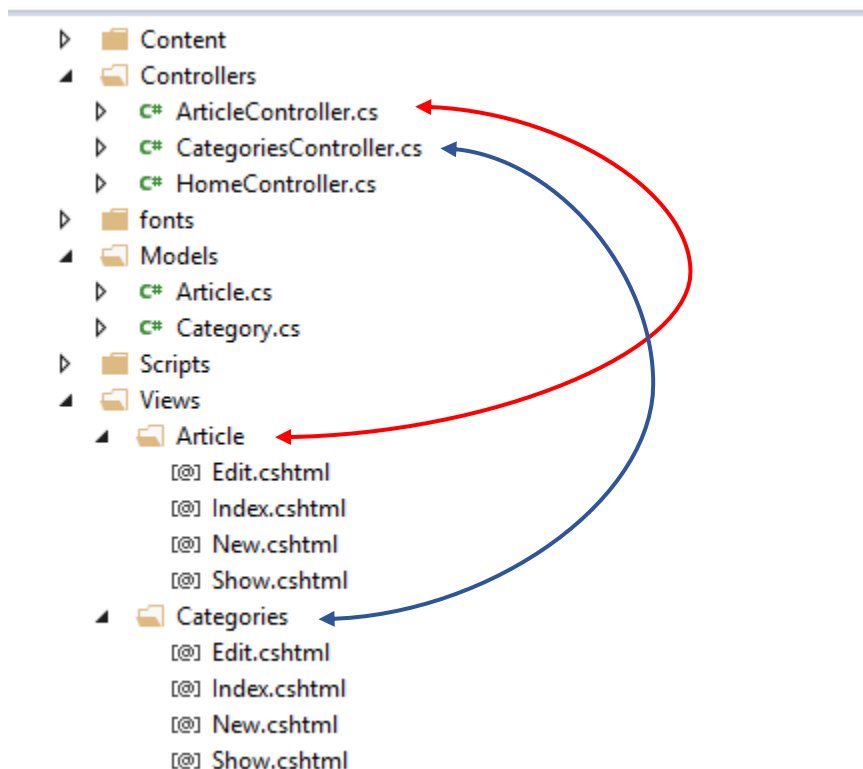 Content
Controllers
C# ArticleController.cs
C# CategoriesController.cs
C# HomeController.cs
fonts
Models
C# Article.cs
C# Category.cs
Scripts
Views
Article
[@] Edit.cshtml
[@] Index.cshtml
[@] New.cshtml
[@] Show.cshtml
Categories
[@] Edit.cshtml
[@] Index.cshtml
[@] New.cshtml
[@] Show.cshtml